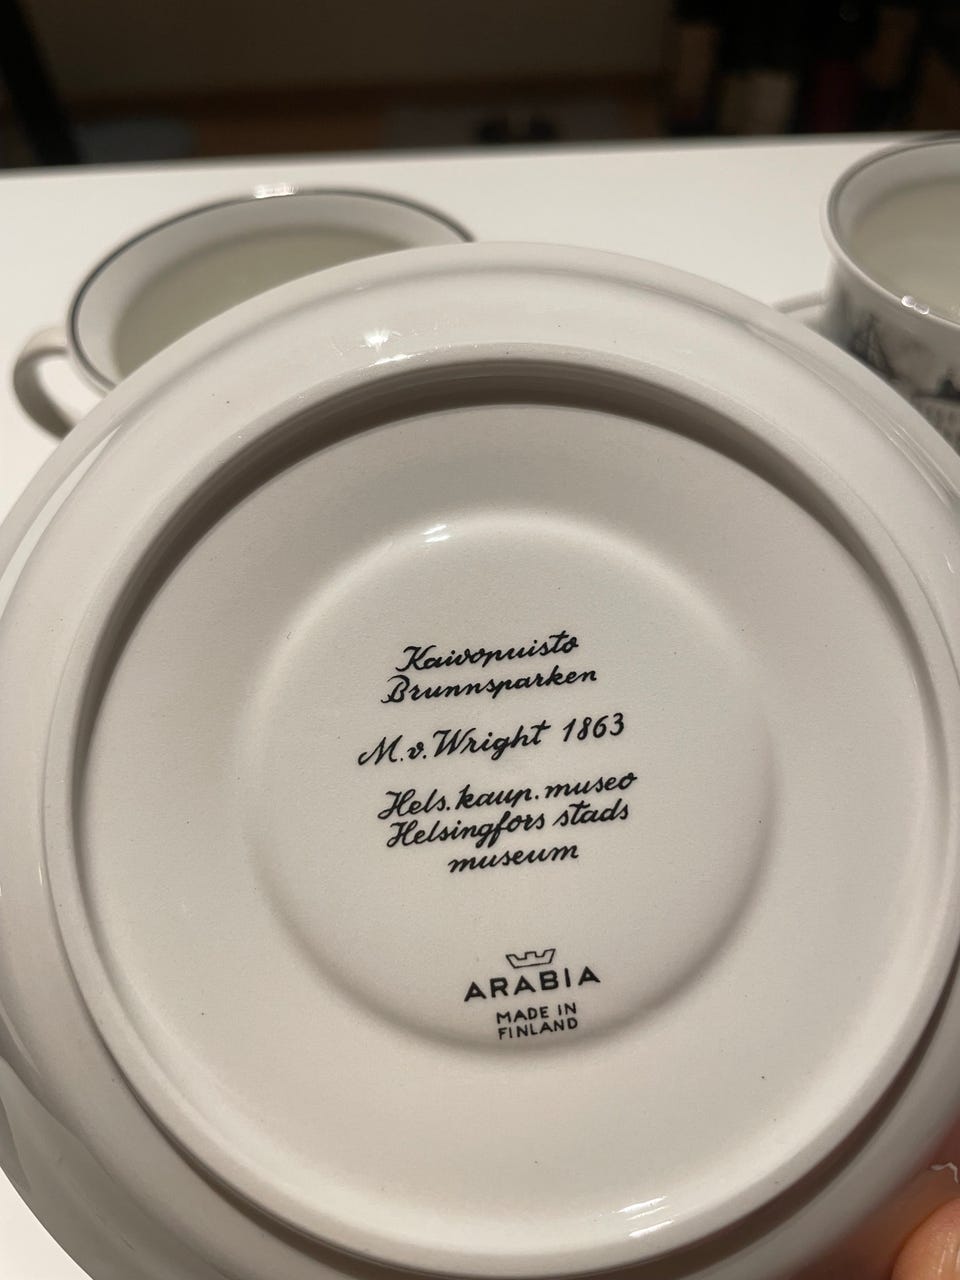 Kaivopuisto
Brunnsparken
M.v.Wright 1863
Hels.kaup.museo
Helsingfors stads
museum
ARABIA
MADE IN
FINLAND